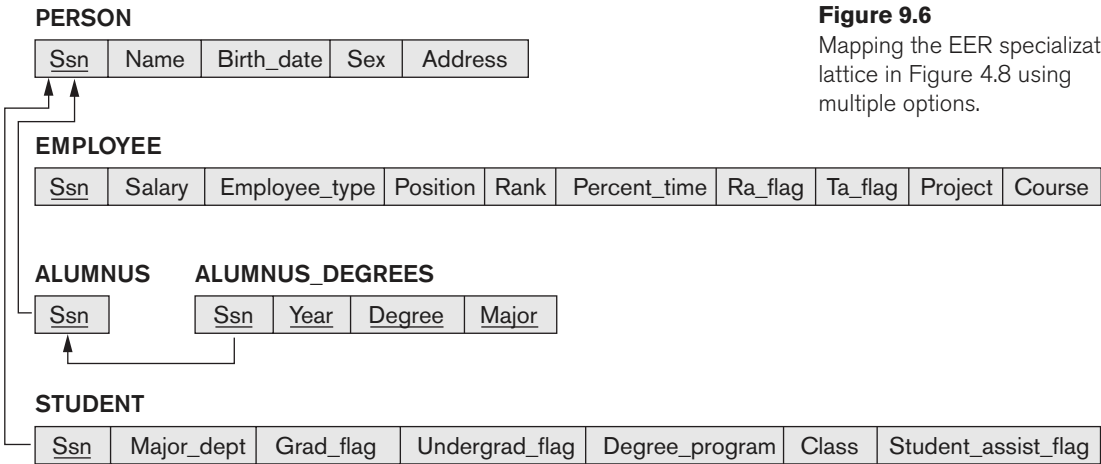 PERSON
Ssn Name Birth_date Sex Address
Figure 9.6
Mapping the EER specializat
lattice in Figure 4.8 using
multiple options.
EMPLOYEE
Ssn Salary Employee_type Position Rank Percent_time Ra_flag Ta_flag Project Course
ALUMNUS ALUMNUS_DEGREES
Ssn Ssn Year Degree Major
STUDENT
Ssn Major_dept Grad_flag Undergrad_flag Degree_program Class Student_assist_flag